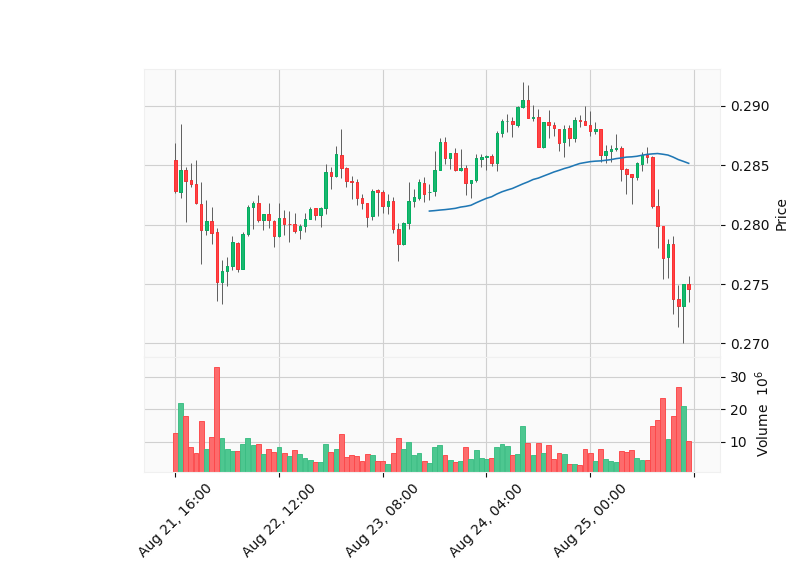 0.290
0.285
0.280
0.275
0.270
Price
30
20
10
Volume 10^6
Aug 21, 16:00
Aug 22, 12:00
Aug 23, 08:00
Aug 24, 04:00
Aug 25, 00:00